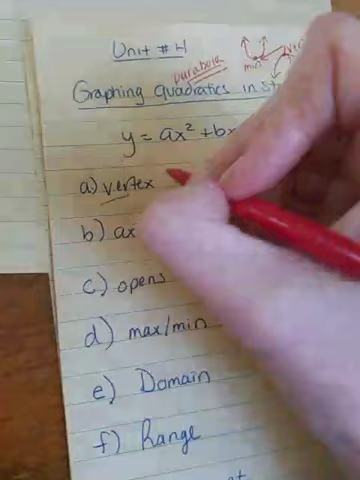 Unit #4
Parabola
min
Graphing quadratics in st
y = ax² + bx
a) vertex
b) ax
c) opens
d) max/min
e) Domain
f) Range